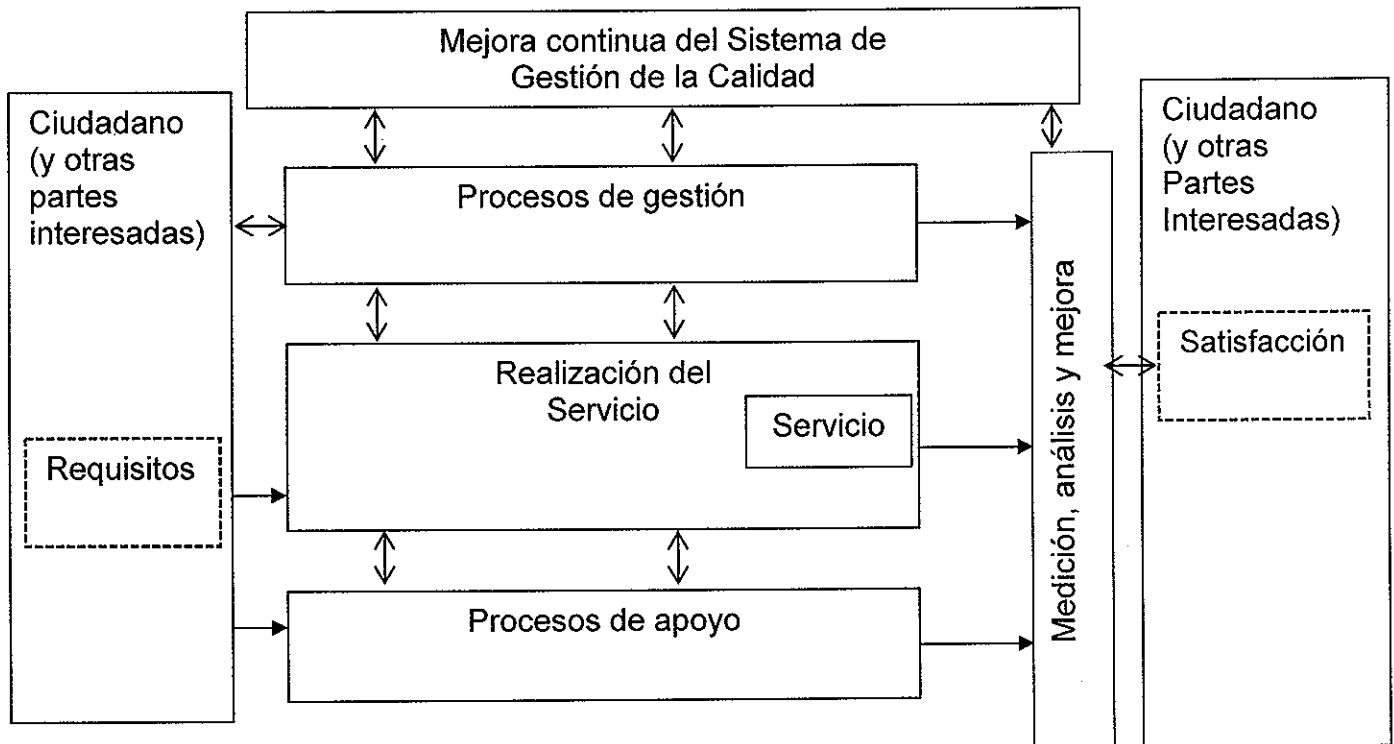 Mejora continua del Sistema de
Gestión de la Calidad
Ciudadano
(y otras
partes
interesadas)
Requisitos
Procesos de gestión
Realización del
Servicio
Servicio
Procesos de apoyo
Medición, análisis y mejora
Ciudadano
(y otras
Partes
Interesadas)
Satisfacción